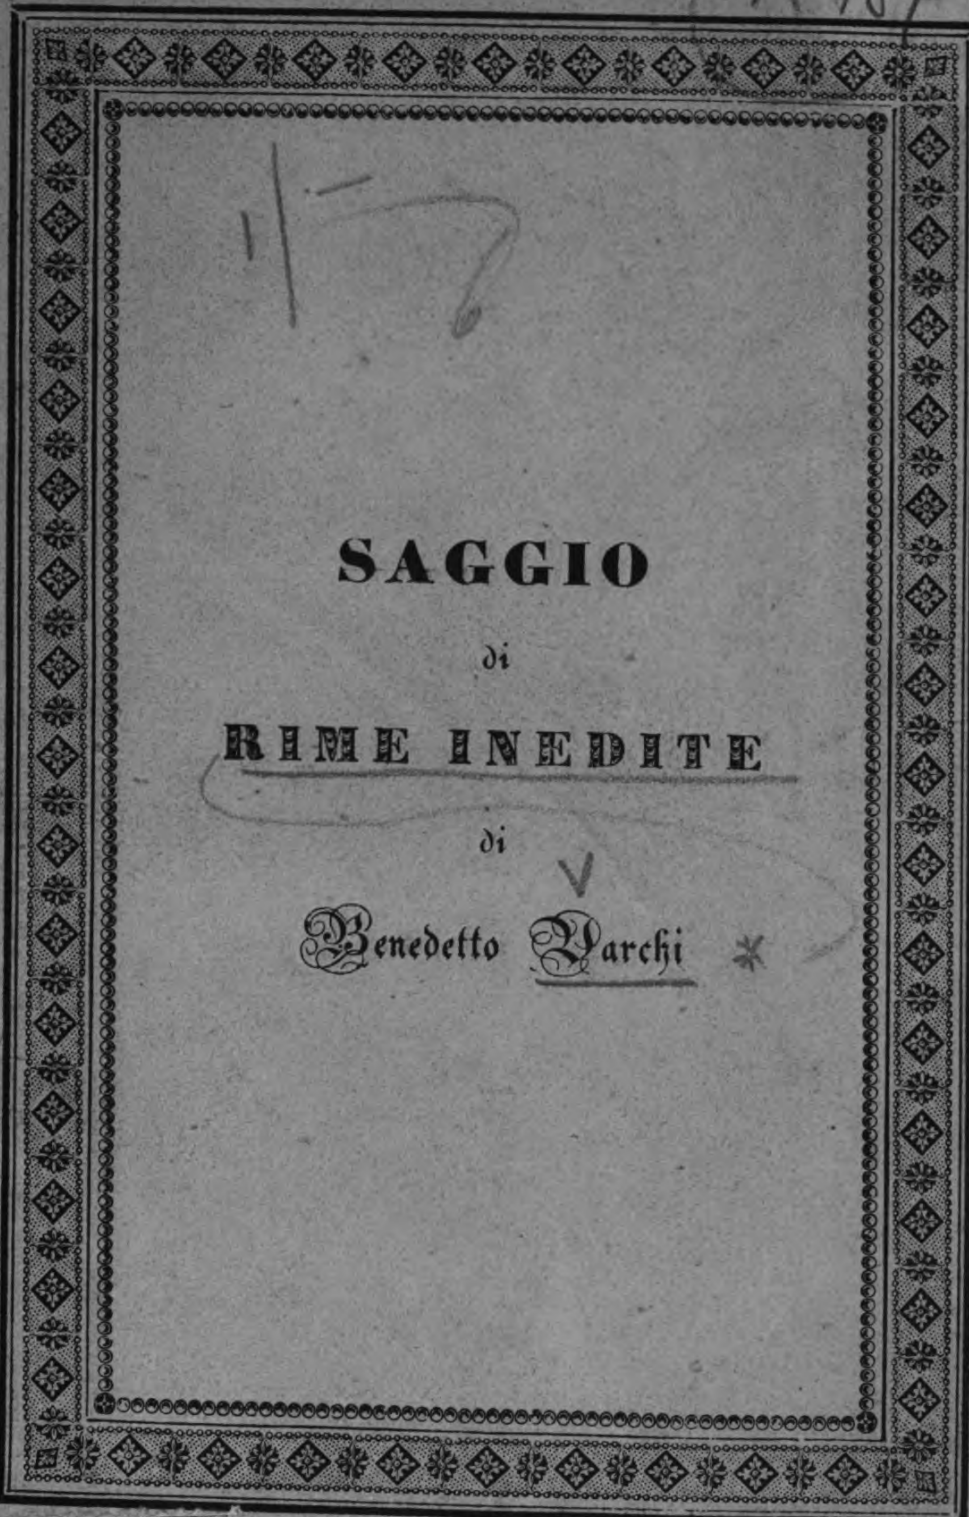 SAGGIO
di
RIME INEDITE
di
V
Benedetto Varchi *